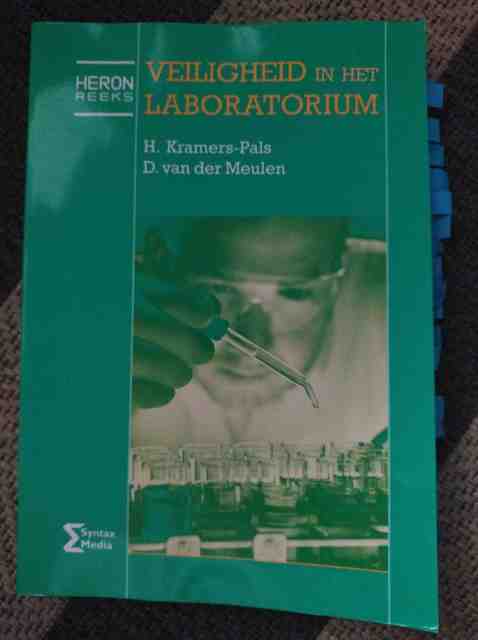 HERON
REEKS
VEILIGHEID IN HET
LABORATORIUM
H. Kramers-Pals
D. van der Meulen
Syntax
Media